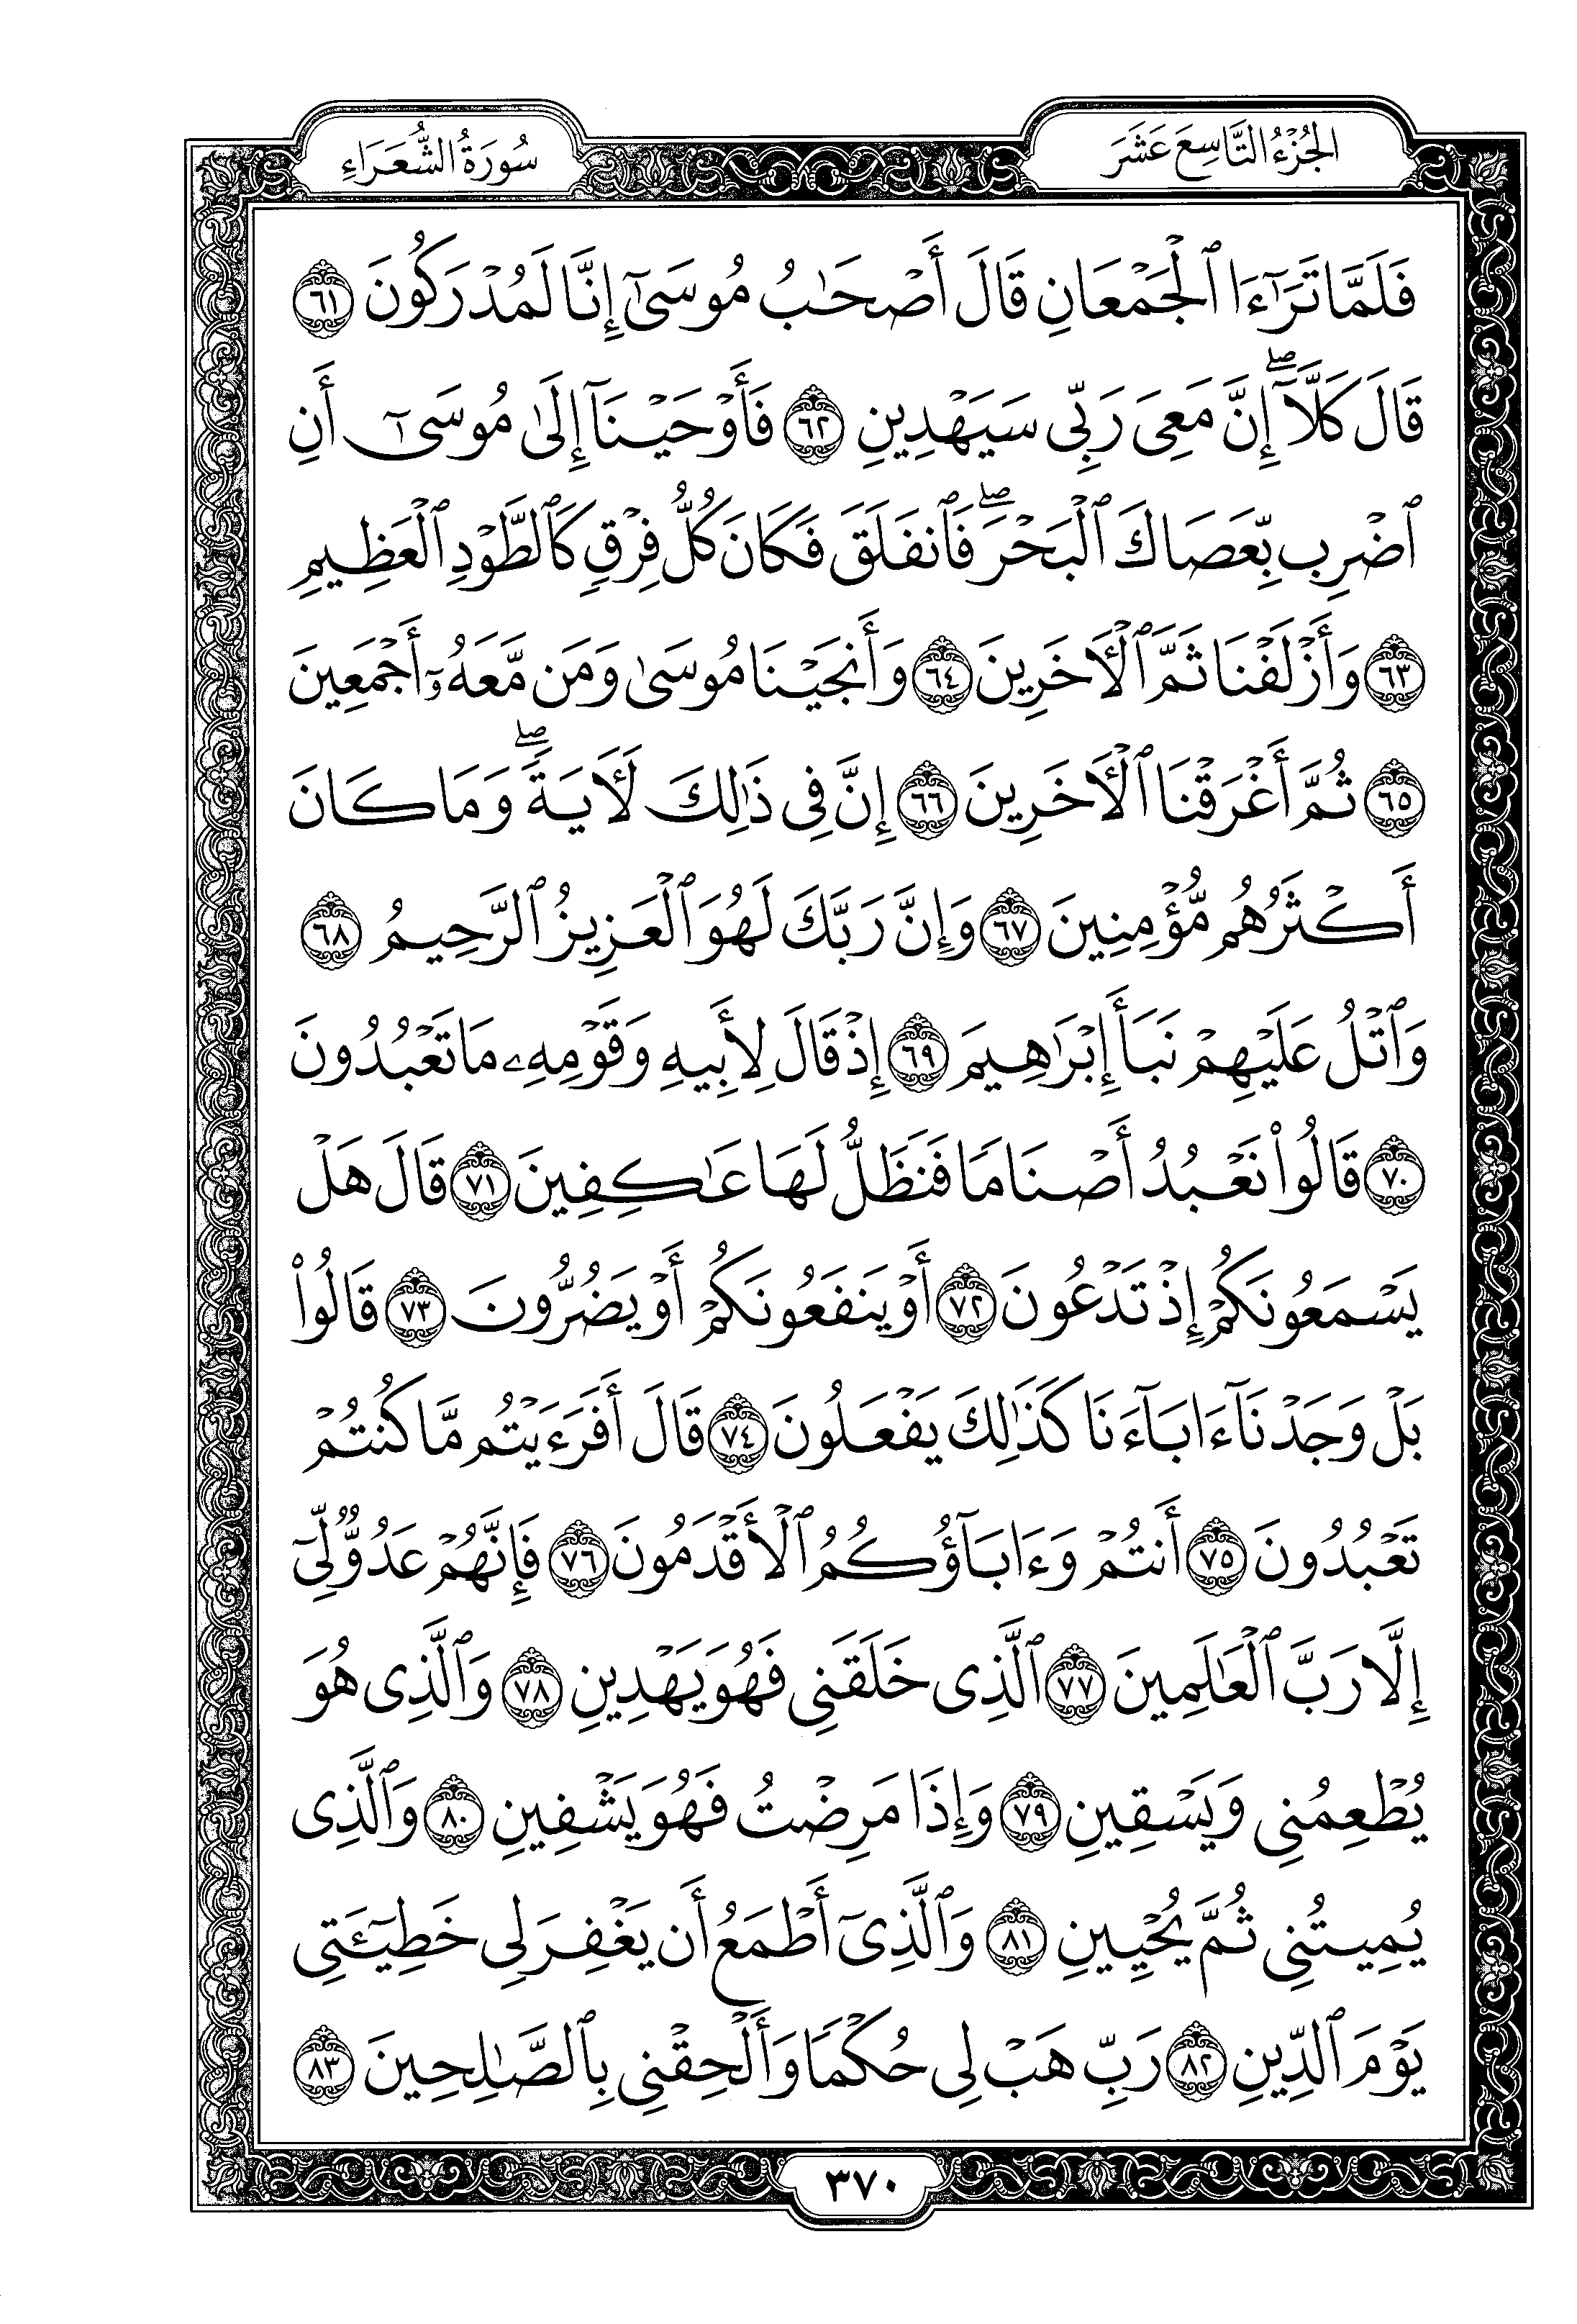 الجُزْءُ التَّاسِعَ عَشَرَ
سُورَةُ الشُّعَرَاءِ
فَلَمَّا تَرَٰٓءَا ٱلْجَمْعَانِ قَالَ أَصْحَٰبُ مُوسَىٰٓ إِنَّا لَمُدْرَكُونَ ٦١
قَالَ كَلَّآ ۖ إِنَّ مَعِىَ رَبِّى سَيَهْدِينِ ٦٢ فَأَوْحَيْنَآ إِلَىٰ مُوسَىٰٓ أَنِ
ٱضْرِب بِّعَصَاكَ ٱلْبَحْرَ ۖ فَٱنفَلَقَ فَكَانَ كُلُّ فِرْقٍ كَٱلطَّوْدِ ٱلْعَظِيمِ
٦٣ وَأَزْلَفْنَا ثَمَّ ٱلْءَاخَرِينَ ٦٤ وَأَنجَيْنَا مُوسَىٰ وَمَن مَّعَهُۥٓ أَجْمَعِينَ
٦٥ ثُمَّ أَغْرَقْنَا ٱلْءَاخَرِينَ ٦٦ إِنَّ فِى ذَٰلِكَ لَءَايَةً ۖ وَمَا كَانَ
أَكْثَرُهُم مُّؤْمِنِينَ ٦٧ وَإِنَّ رَبَّكَ لَهُوَ ٱلْعَزِيزُ ٱلرَّحِيمُ ٦٨
وَٱتْلُ عَلَيْهِمْ نَبَأَ إِبْرَٰهِيمَ ٦٩ إِذْ قَالَ لِأَبِيهِ وَقَوْمِهِۦ مَا تَعْبُدُونَ
٧٠ قَالُوا۟ نَعْبُدُ أَصْنَامًا فَنَظَلُّ لَهَا عَٰكِفِينَ ٧١ قَالَ هَلْ
يَسْمَعُونَكُمْ إِذْ تَدْعُونَ ٧٢ أَوْ يَنفَعُونَكُمْ أَوْ يَضُرُّونَ ٧٣ قَالُوا۟
بَلْ وَجَدْنَآ ءَابَآءَنَا كَذَٰلِكَ يَفْعَلُونَ ٧٤ قَالَ أَفَرَءَيْتُم مَّا كُنتُمْ
تَعْبُدُونَ ٧٥ أَنتُمْ وَءَابَآؤُكُمُ ٱلْأَقْدَمُونَ ٧٦ فَإِنَّهُمْ عَدُوٌّ لِّىٓ
إِلَّا رَبَّ ٱلْعَٰلَمِينَ ٧٧ ٱلَّذِى خَلَقَنِى فَهُوَ يَهْدِينِ ٧٨ وَٱلَّذِى هُوَ
يُطْعِمُنِى وَيَسْقِينِ ٧٩ وَإِذَا مَرِضْتُ فَهُوَ يَشْفِينِ ٨٠ وَٱلَّذِى
يُمِيتُنِى ثُمَّ يُحْيِينِ ٨١ وَٱلَّذِىٓ أَطْمَعُ أَن يَغْفِرَ لِى خَطِيٓـَٔتِى
يَوْمَ ٱلدِّينِ ٨٢ رَبِّ هَبْ لِى حُكْمًا وَأَلْحِقْنِى بِٱلصَّٰلِحِينَ ٨٣
٣٧٠